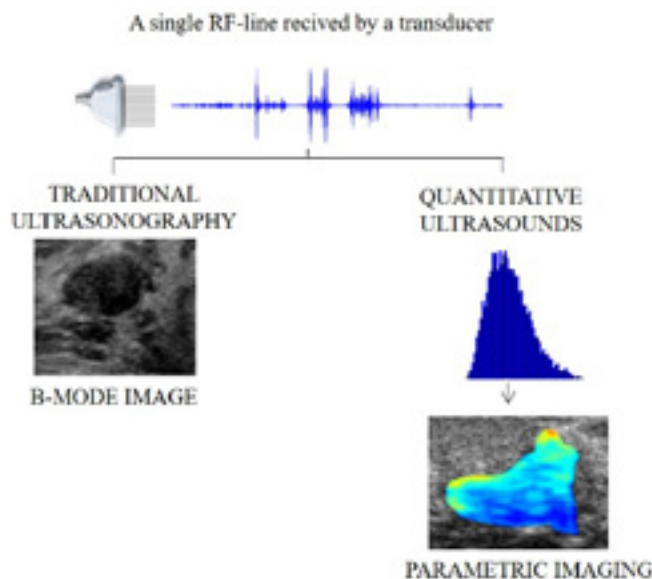 A single RF-line recived by a transducer
TRADITIONAL
ULTRASONOGRAPHY
QUANTITATIVE
ULTRASOUNDS
B-MODE IMAGE
PARAMETRIC IMAGING